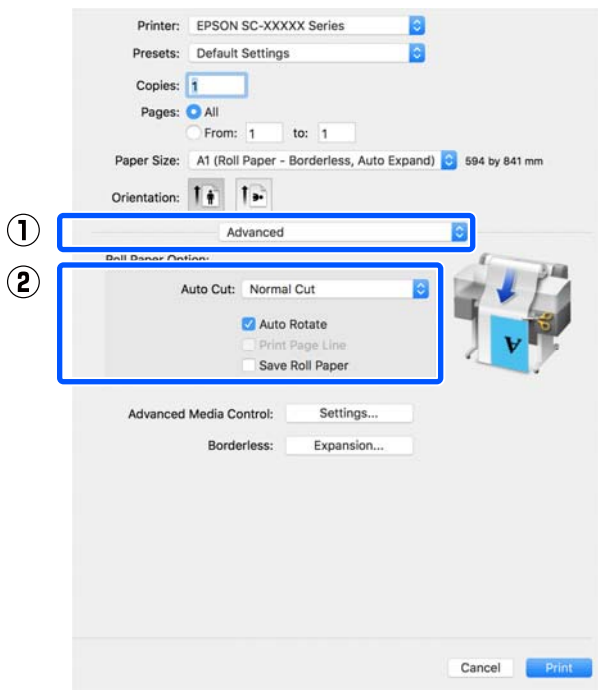 Printer: EPSON SC-XXXXX Series
Presets: Default Settings
Copies: 1
Pages: All
From: 1 to: 1
Paper Size: A1 (Roll Paper - Borderless, Auto Expand) 594 by 841 mm
Orientation:
1
Advanced
Roll Paper Option:
2
Auto Cut: Normal Cut
Auto Rotate
Print Page Line
Save Roll Paper
A
Advanced Media Control: Settings...
Borderless: Expansion...
Cancel Print